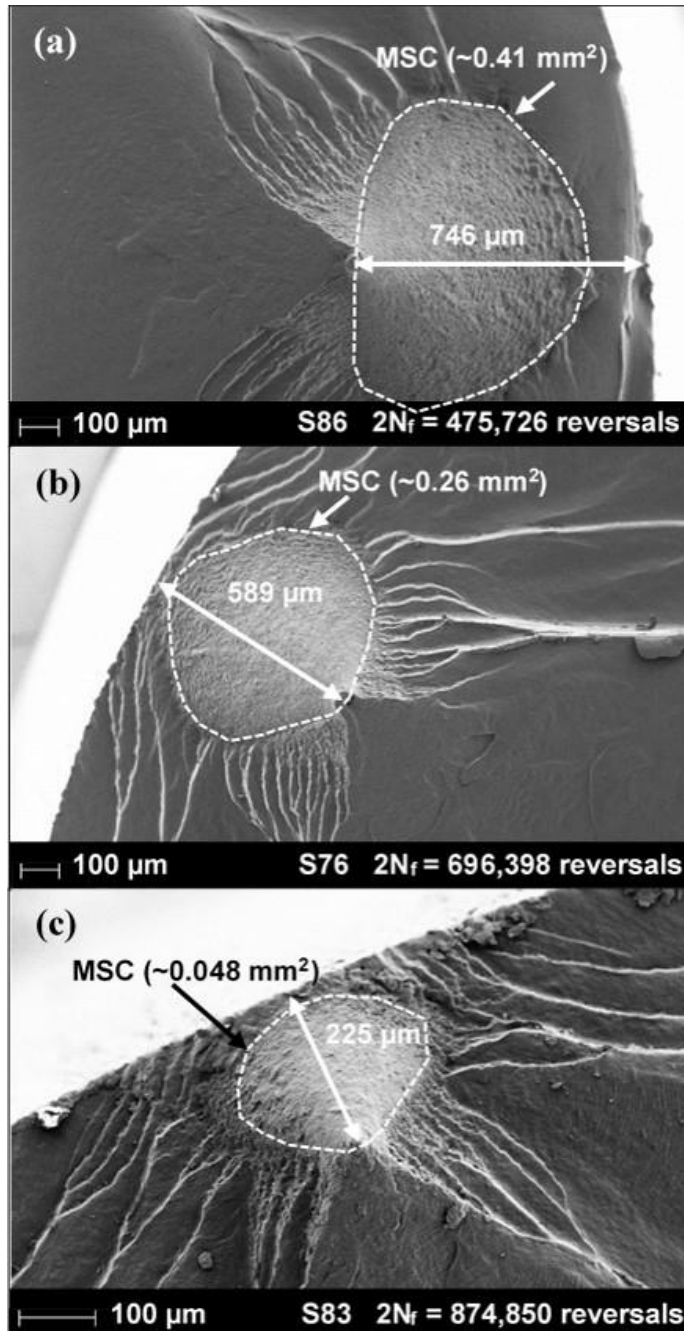 (a)
MSC (~0.41 mm²)
746 µm
100 µm S86 2Nf = 475,726 reversals
(b)
MSC (~0.26 mm²)
589 µm
100 µm S76 2Nf = 696,398 reversals
(c)
MSC (~0.048 mm²)
225 µm
100 µm S83 2Nf = 874,850 reversals